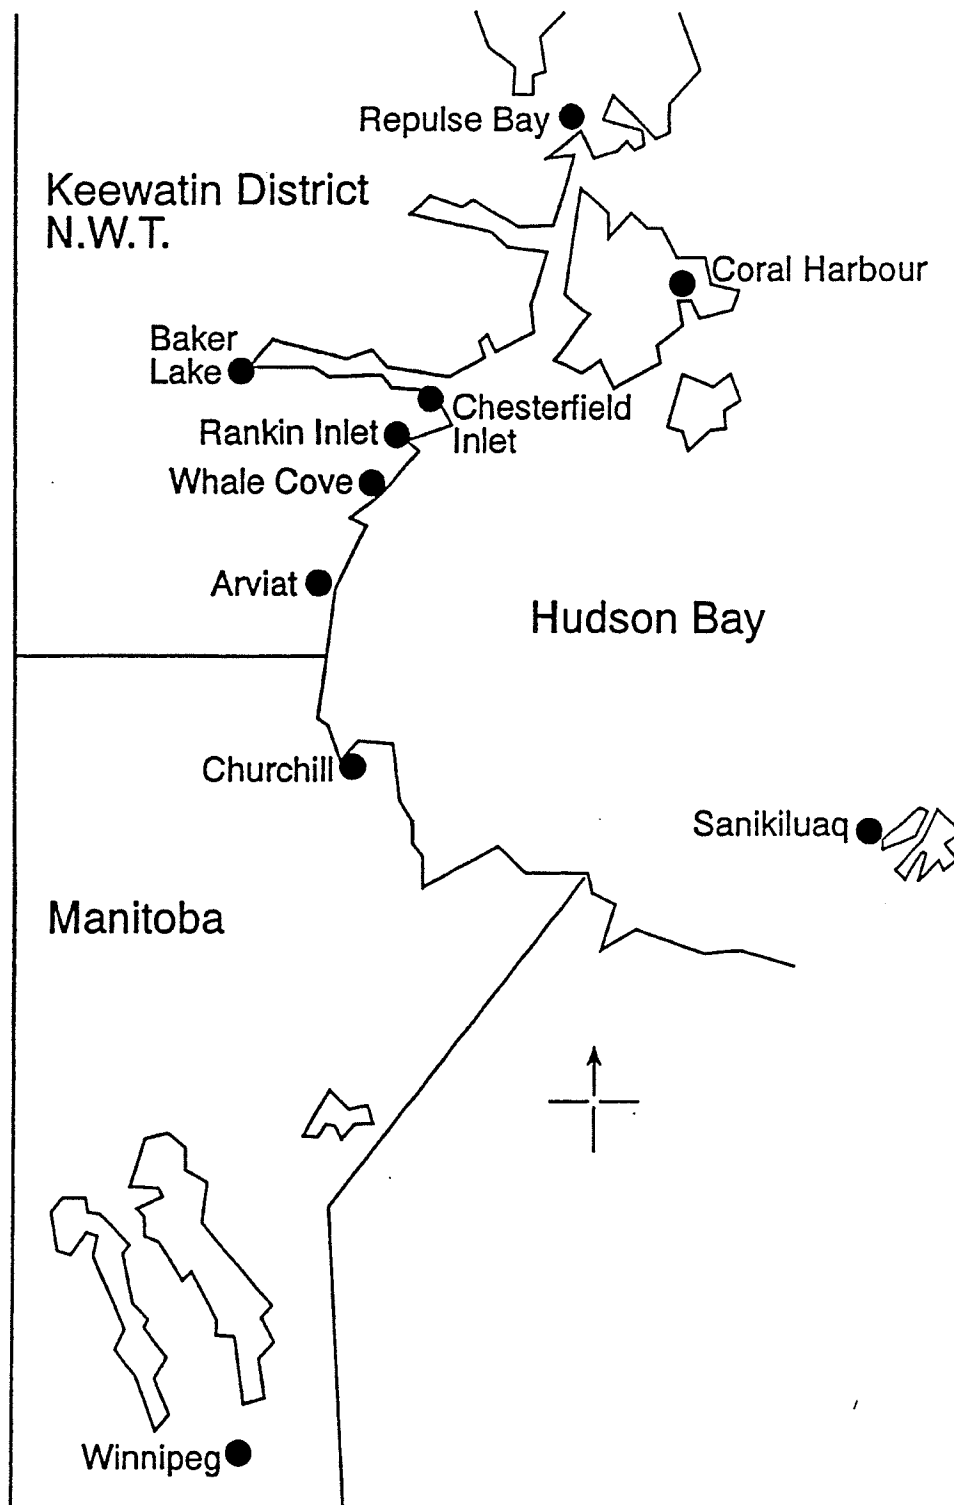 Repulse Bay
Keewatin District
N.W.T.
Coral Harbour
Baker
Lake
Chesterfield
Inlet
Rankin Inlet
Whale Cove
Arviat
Hudson Bay
Churchill
Sanikiluaq
Manitoba
Winnipeg